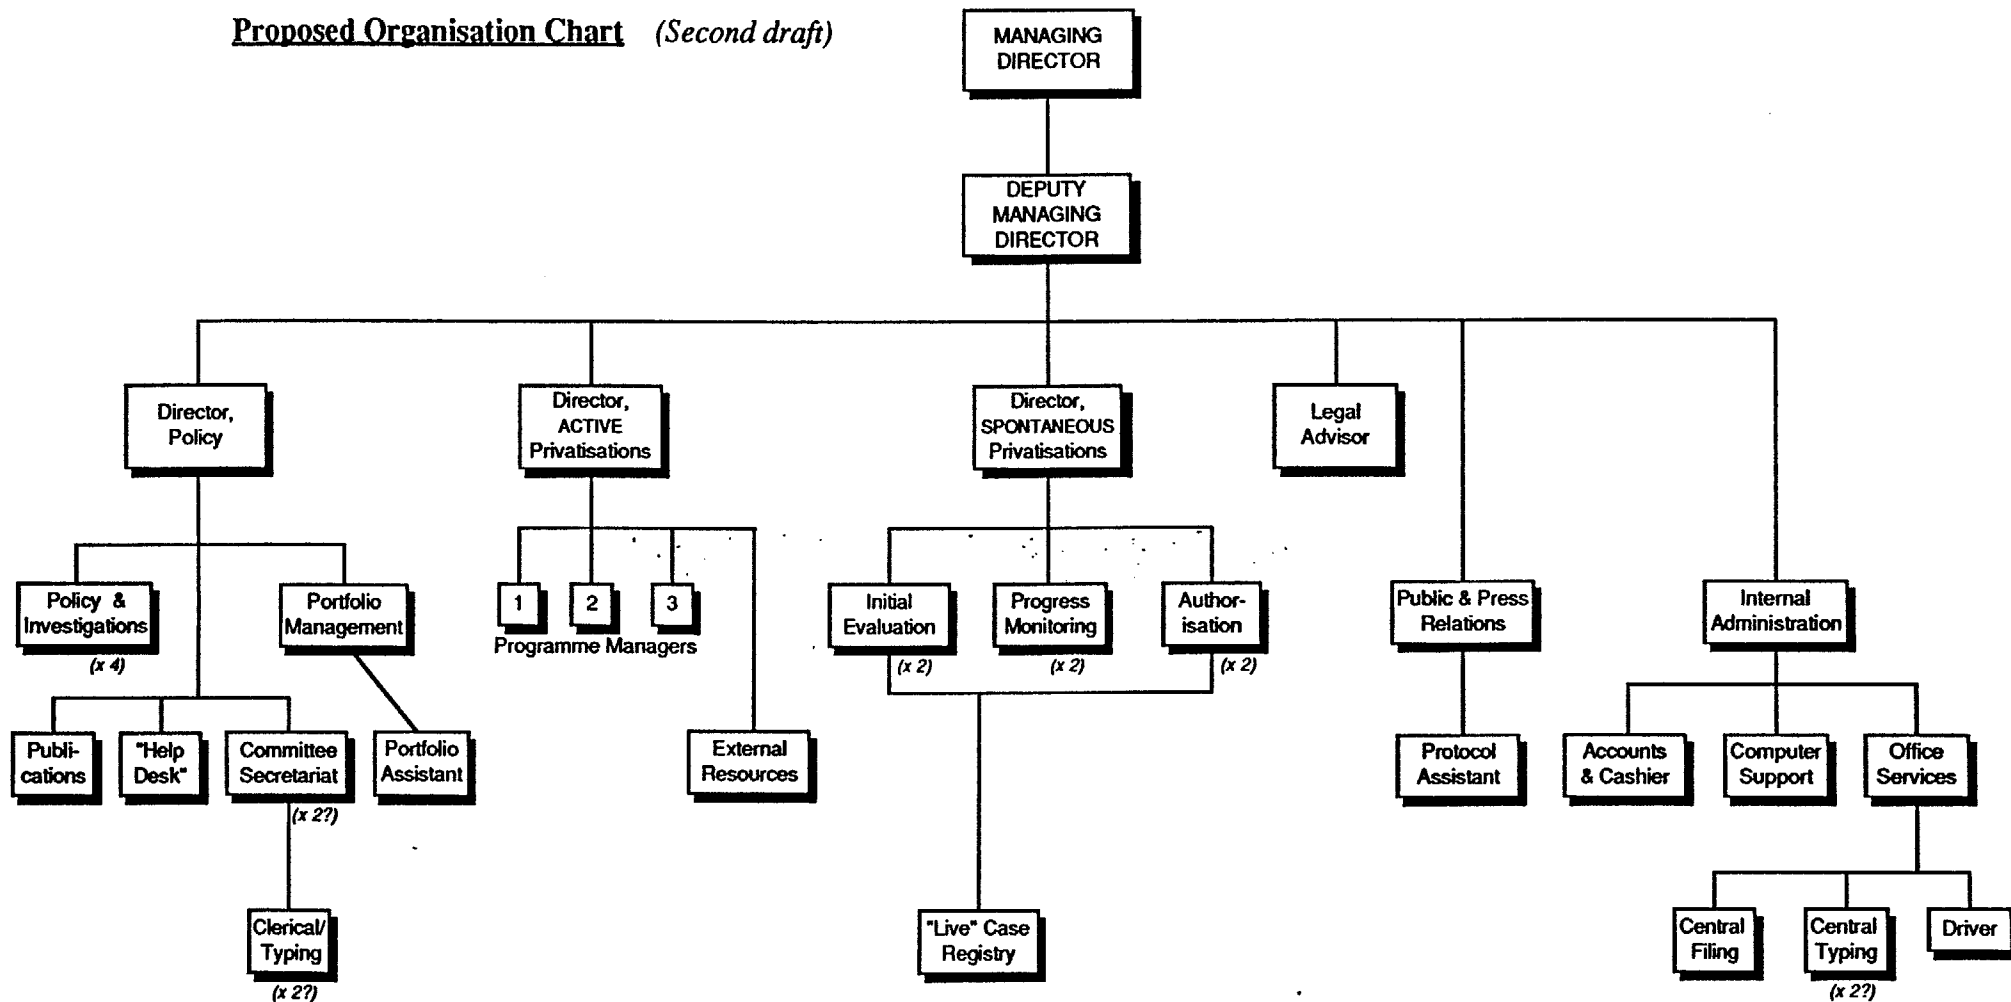 Proposed Organisation Chart (Second draft)
MANAGING
DIRECTOR
DEPUTY
MANAGING
DIRECTOR
Director,
Policy
Director,
ACTIVE
Privatisations
Director,
SPONTANEOUS
Privatisations
Legal
Advisor
Policy &
Investigations
(x 4)
Portfolio
Management
1
2
3
Programme Managers
Initial
Evaluation
(x 2)
Progress
Monitoring
(x 2)
Author-
isation
(x 2)
Public & Press
Relations
Internal
Administration
Publi-
cations
"Help
Desk"
Committee
Secretariat
(x 2?)
Portfolio
Assistant
External
Resources
Protocol
Assistant
Accounts
& Cashier
Computer
Support
Office
Services
Clerical/
Typing
(x 2?)
"Live" Case
Registry
Central
Filing
Central
Typing
(x 2?)
Driver